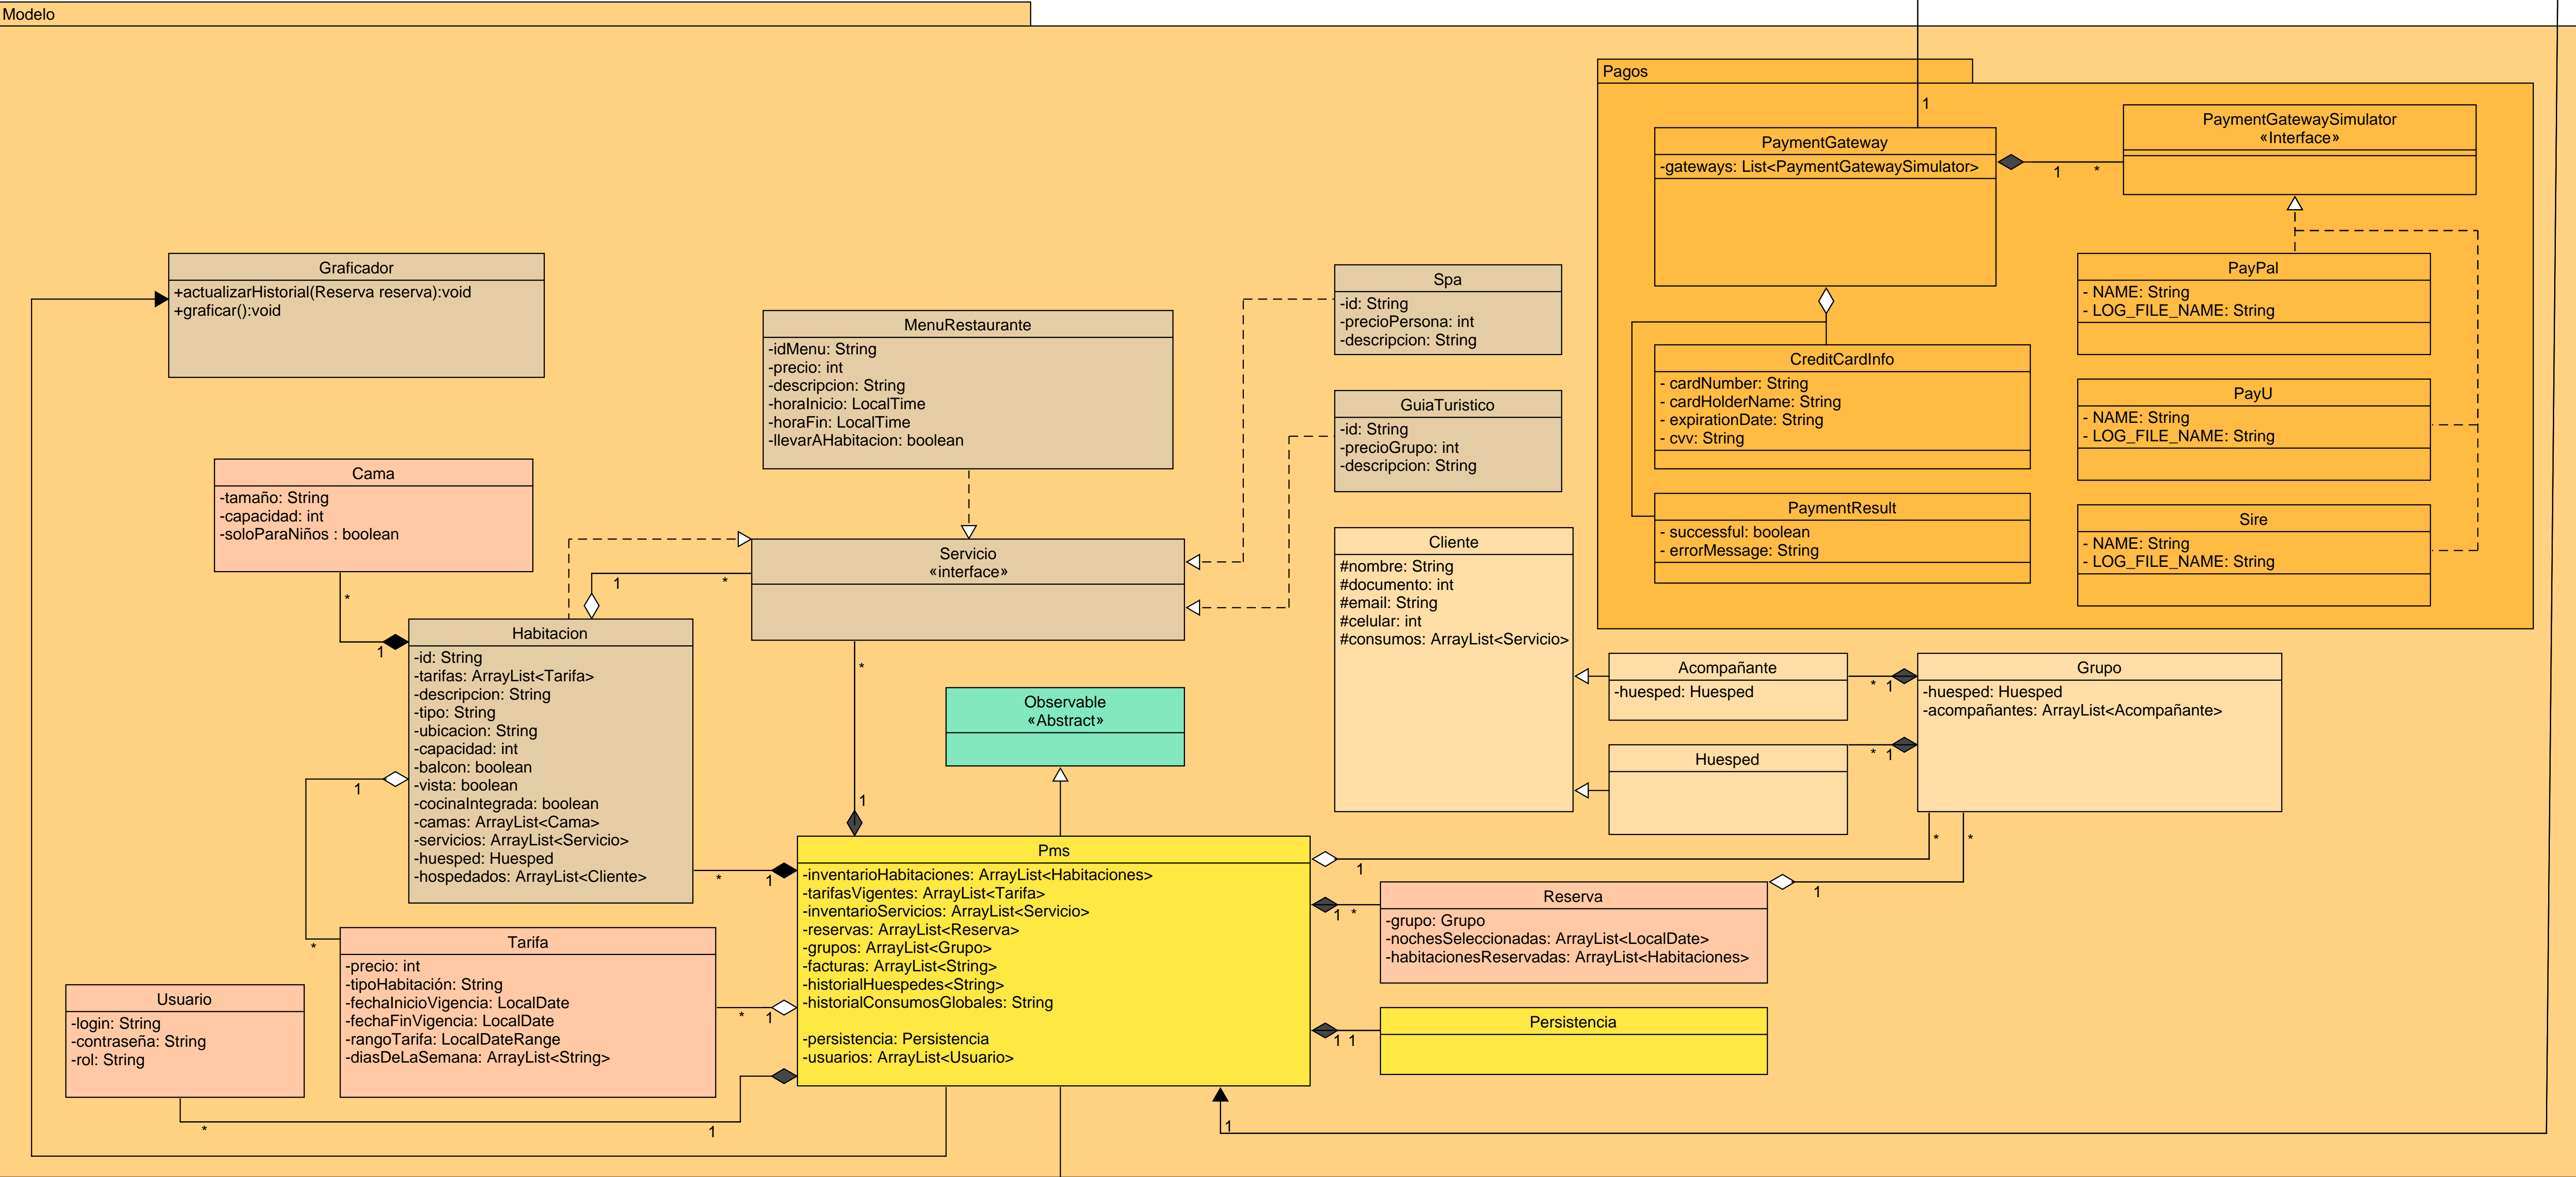 Modelo
Pagos
1
PaymentGateway
-gateways: List<PaymentGatewaySimulator>
1
*
PaymentGatewaySimulator
«Interface»
PayPal
- NAME: String
- LOG_FILE_NAME: String
PayU
- NAME: String
- LOG_FILE_NAME: String
Sire
- NAME: String
- LOG_FILE_NAME: String
CreditCardInfo
- cardNumber: String
- cardHolderName: String
- expirationDate: String
- cvv: String
PaymentResult
- successful: boolean
- errorMessage: String
Graficador
+actualizarHistorial(Reserva reserva):void
+graficar():void
MenuRestaurante
-idMenu: String
-precio: int
-descripcion: String
-horaInicio: LocalTime
-horaFin: LocalTime
-llevarAHabitacion: boolean
Spa
-id: String
-precioPersona: int
-descripcion: String
GuiaTuristico
-id: String
-precioGrupo: int
-descripcion: String
Cama
-tamaño: String
-capacidad: int
-soloParaNiños : boolean
*
1
Servicio
«interface»
1
*
*
1
Cliente
#nombre: String
#documento: int
#email: String
#celular: int
#consumos: ArrayList<Servicio>
Acompañante
-huesped: Huesped
* 1
Huesped
* 1
Grupo
-huesped: Huesped
-acompañantes: ArrayList<Acompañante>
*
*
1
1
Habitacion
-id: String
-tarifas: ArrayList<Tarifa>
-descripcion: String
-tipo: String
-ubicacion: String
-capacidad: int
-balcon: boolean
-vista: boolean
-cocinaIntegrada: boolean
-camas: ArrayList<Cama>
-servicios: ArrayList<Servicio>
-huesped: Huesped
-hospedados: ArrayList<Cliente>
1
*
* 1
Observable
«Abstract»
Pms
-inventarioHabitaciones: ArrayList<Habitaciones>
-tarifasVigentes: ArrayList<Tarifa>
-inventarioServicios: ArrayList<Servicio>
-reservas: ArrayList<Reserva>
-grupos: ArrayList<Grupo>
-facturas: ArrayList<String>
-historialHuespedes<String>
-historialConsumosGlobales: String
-persistencia: Persistencia
-usuarios: ArrayList<Usuario>
1 *
Reserva
-grupo: Grupo
-nochesSeleccionadas: ArrayList<LocalDate>
-habitacionesReservadas: ArrayList<Habitaciones>
1 1
Persistencia
Tarifa
-precio: int
-tipoHabitación: String
-fechaInicioVigencia: LocalDate
-fechaFinVigencia: LocalDate
-rangoTarifa: LocalDateRange
-diasDeLaSemana: ArrayList<String>
* 1
Usuario
-login: String
-contraseña: String
-rol: String
*
1
1